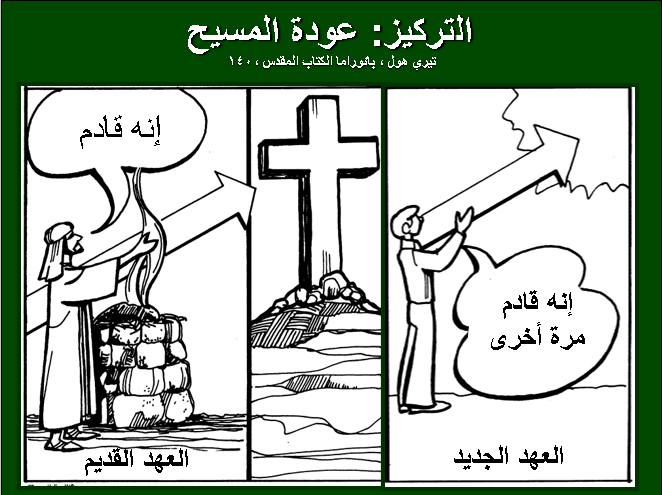 التركيز: عودة المسيح
تيري هول ، بانوراما الكتاب المقدس ، ١٤٠
إنه قادم
إنه قادم
مرة أخرى
العهد القديم
العهد الجديد